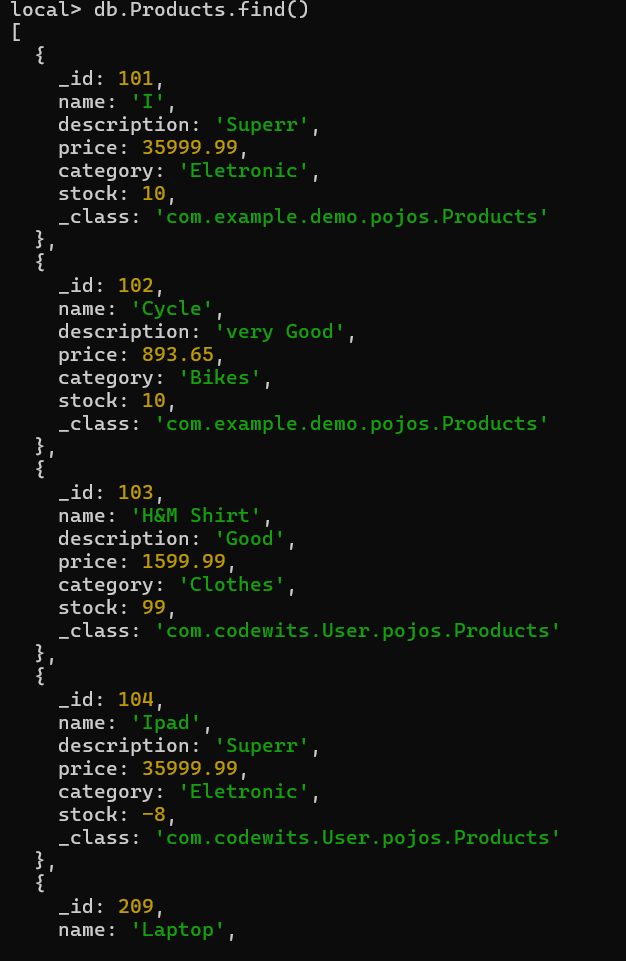 local> db.Products.find()
[
  {
    _id: 101,
    name: 'I',
    description: 'Superr',
    price: 35999.99,
    category: 'Eletronic',
    stock: 10,
    _class: 'com.example.demo.pojos.Products'
  },
  {
    _id: 102,
    name: 'Cycle',
    description: 'very Good',
    price: 893.65,
    category: 'Bikes',
    stock: 10,
    _class: 'com.example.demo.pojos.Products'
  },
  {
    _id: 103,
    name: 'H&M Shirt',
    description: 'Good',
    price: 1599.99,
    category: 'Clothes',
    stock: 99,
    _class: 'com.codewits.User.pojos.Products'
  },
  {
    _id: 104,
    name: 'Ipad',
    description: 'Superr',
    price: 35999.99,
    category: 'Eletronic',
    stock: -8,
    _class: 'com.codewits.User.pojos.Products'
  },
  {
    _id: 209,
    name: 'Laptop',